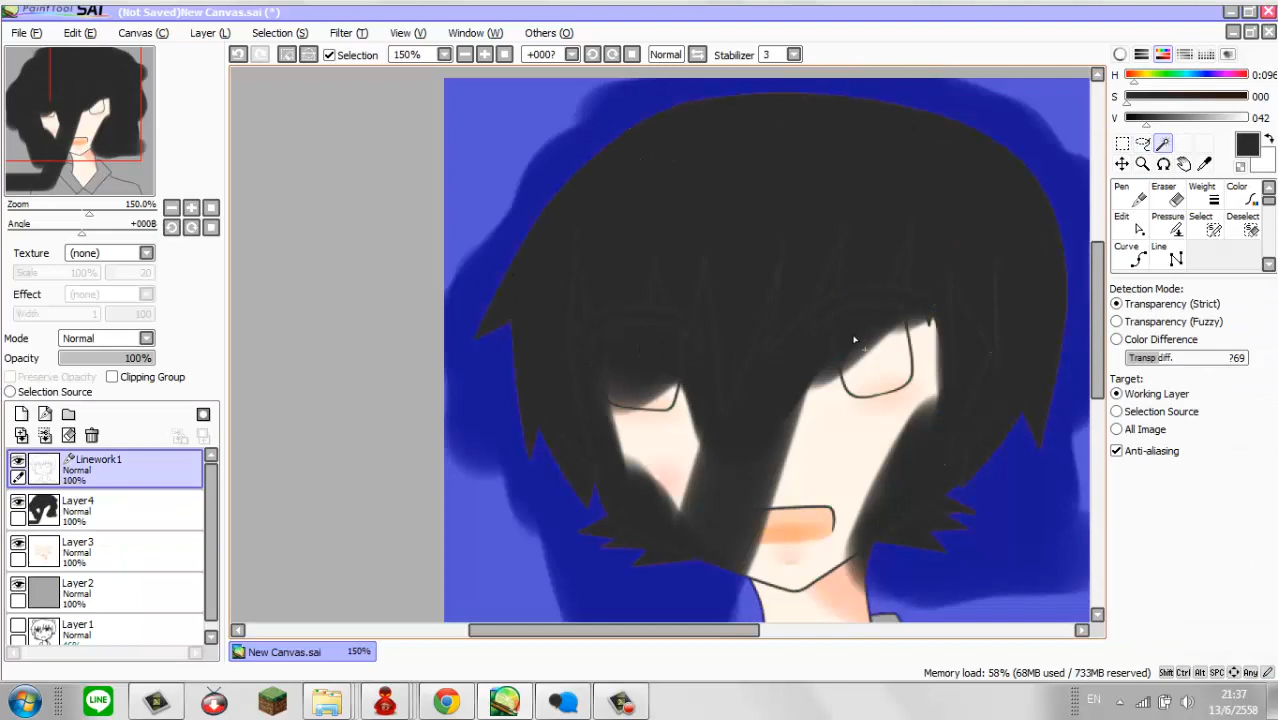 PaintTool SAI (Not Saved)New Canvas.sai (*)
File (F) Edit (E) Canvas (C) Layer (L) Selection (S) Filter (T) View (V) Window (W) Others (O)
Selection 150% +000? Normal Stabilizer 3
Zoom 150.0%
Angle +000B
Texture (none)
Scale 100% 20
Effect (none)
Width 1 100
Mode Normal
Opacity 100%
Preserve Opacity Clipping Group
Selection Source
Linework1
Normal
100%
Layer4
Normal
100%
Layer3
Normal
100%
Layer2
Normal
100%
Layer1
Normal
H 0:096
S 000
V 042
Pen Eraser Weight Color
Edit Pressure Select Deselect
Curve Line
Detection Mode:
Transparency (Strict)
Transparency (Fuzzy)
Color Difference
Transp diff. ?69
Target:
Working Layer
Selection Source
All Image
Anti-aliasing
New Canvas.sai 150%
Memory load: 58% (68MB used / 733MB reserved) Shift Ctrl Alt SPC Any
LINE
EN
21:37
13/6/2558